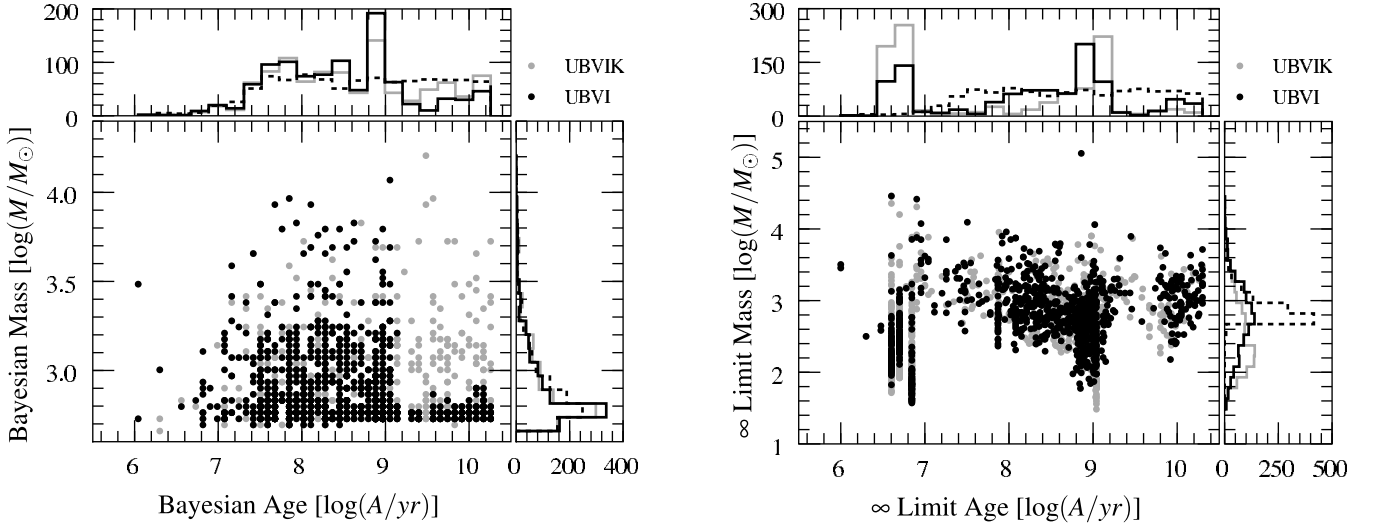 200
100
0
UBVIK
UBVI
Bayesian Mass [log(M/M⊙)]
4.0
3.5
3.0
6 7 8 9 10
0 200 400
Bayesian Age [log(A/yr)]
300
150
0
UBVIK
UBVI
∞ Limit Mass [log(M/M⊙)]
5
4
3
2
1
6 7 8 9 10
0 250 500
∞ Limit Age [log(A/yr)]